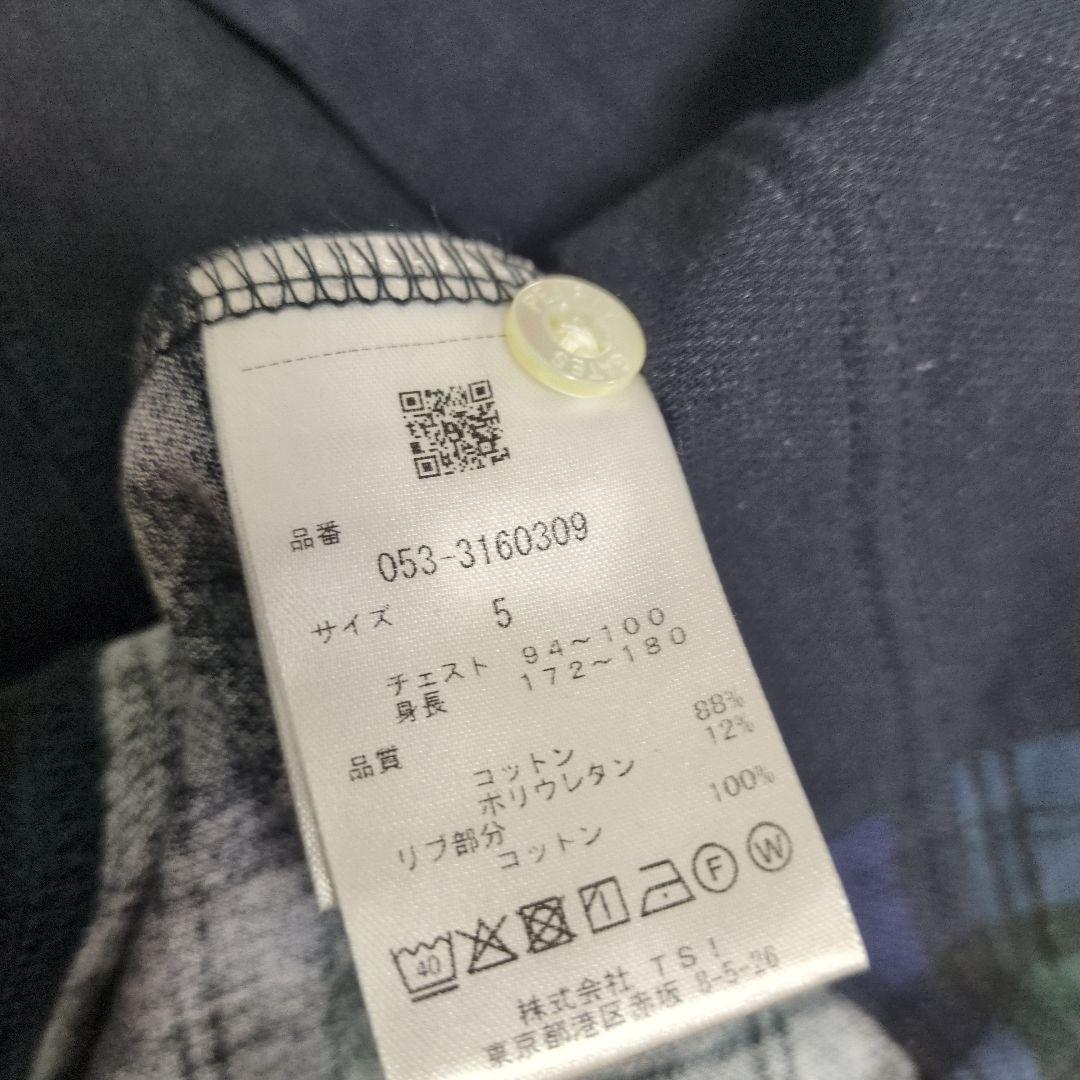 GATES
品番
053-3160309
サイズ 5
チェスト 94～100
身長 172～180
品質
コットン 88%
ポリウレタン 12%
リブ部分
コットン 100%
40
F
W
株式会社 TSI
東京都港区赤坂 8-5-26